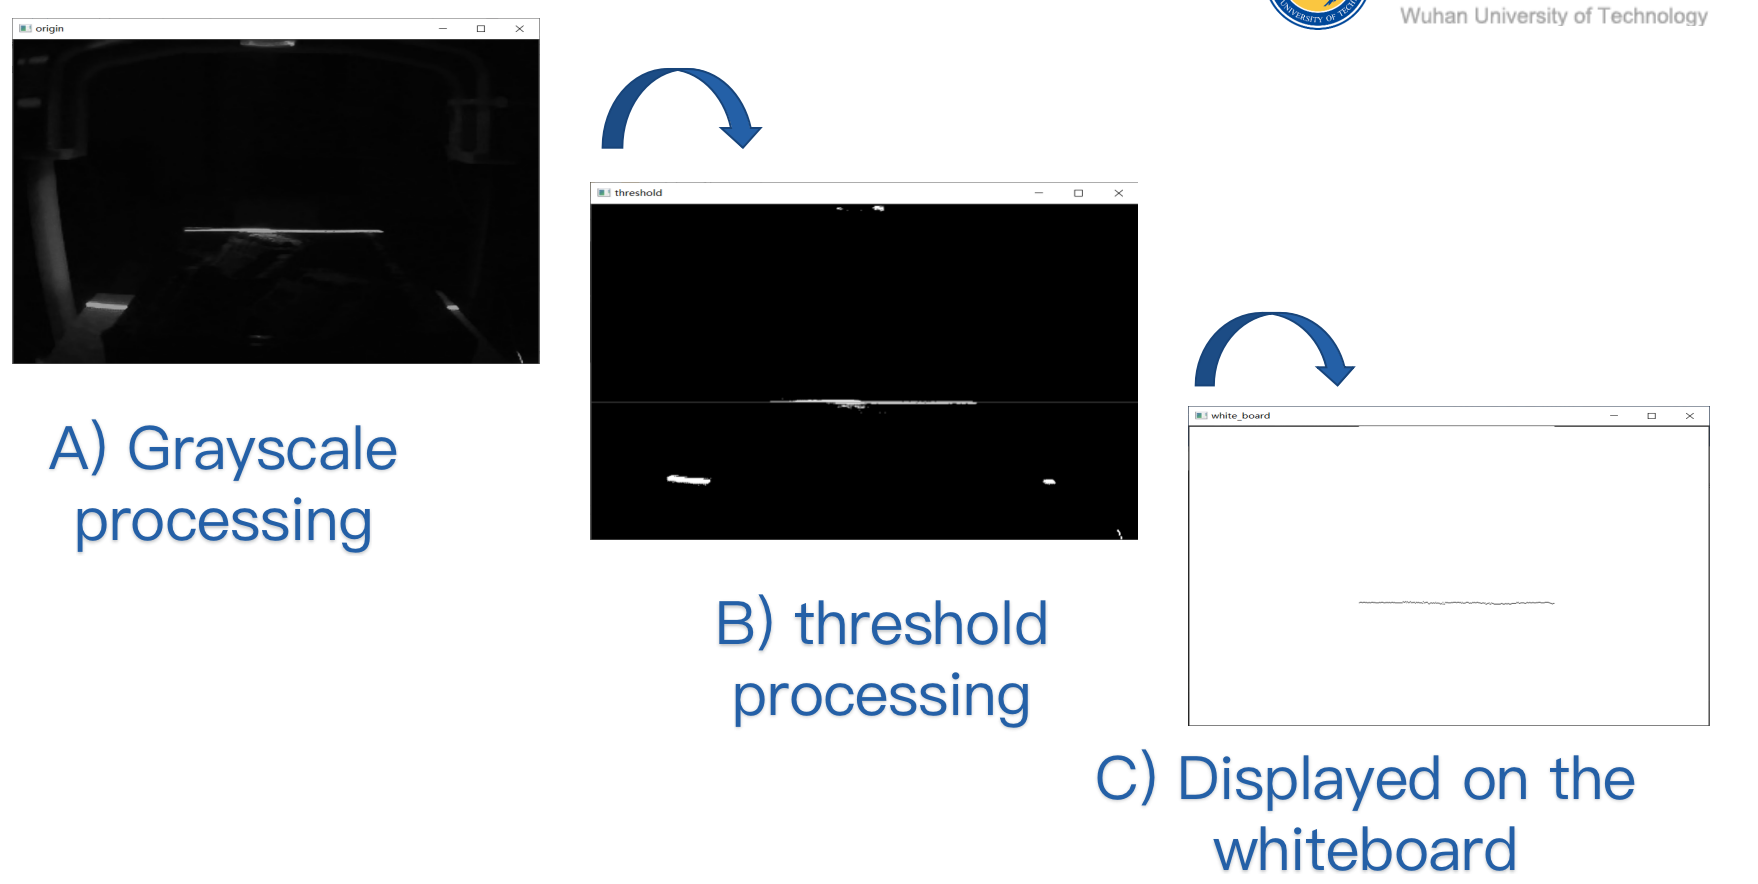 UNIVERSITY OF TECH
Wuhan University of Technology
origin
threshold
white_board
A) Grayscale
processing
B) threshold
processing
C) Displayed on the
whiteboard